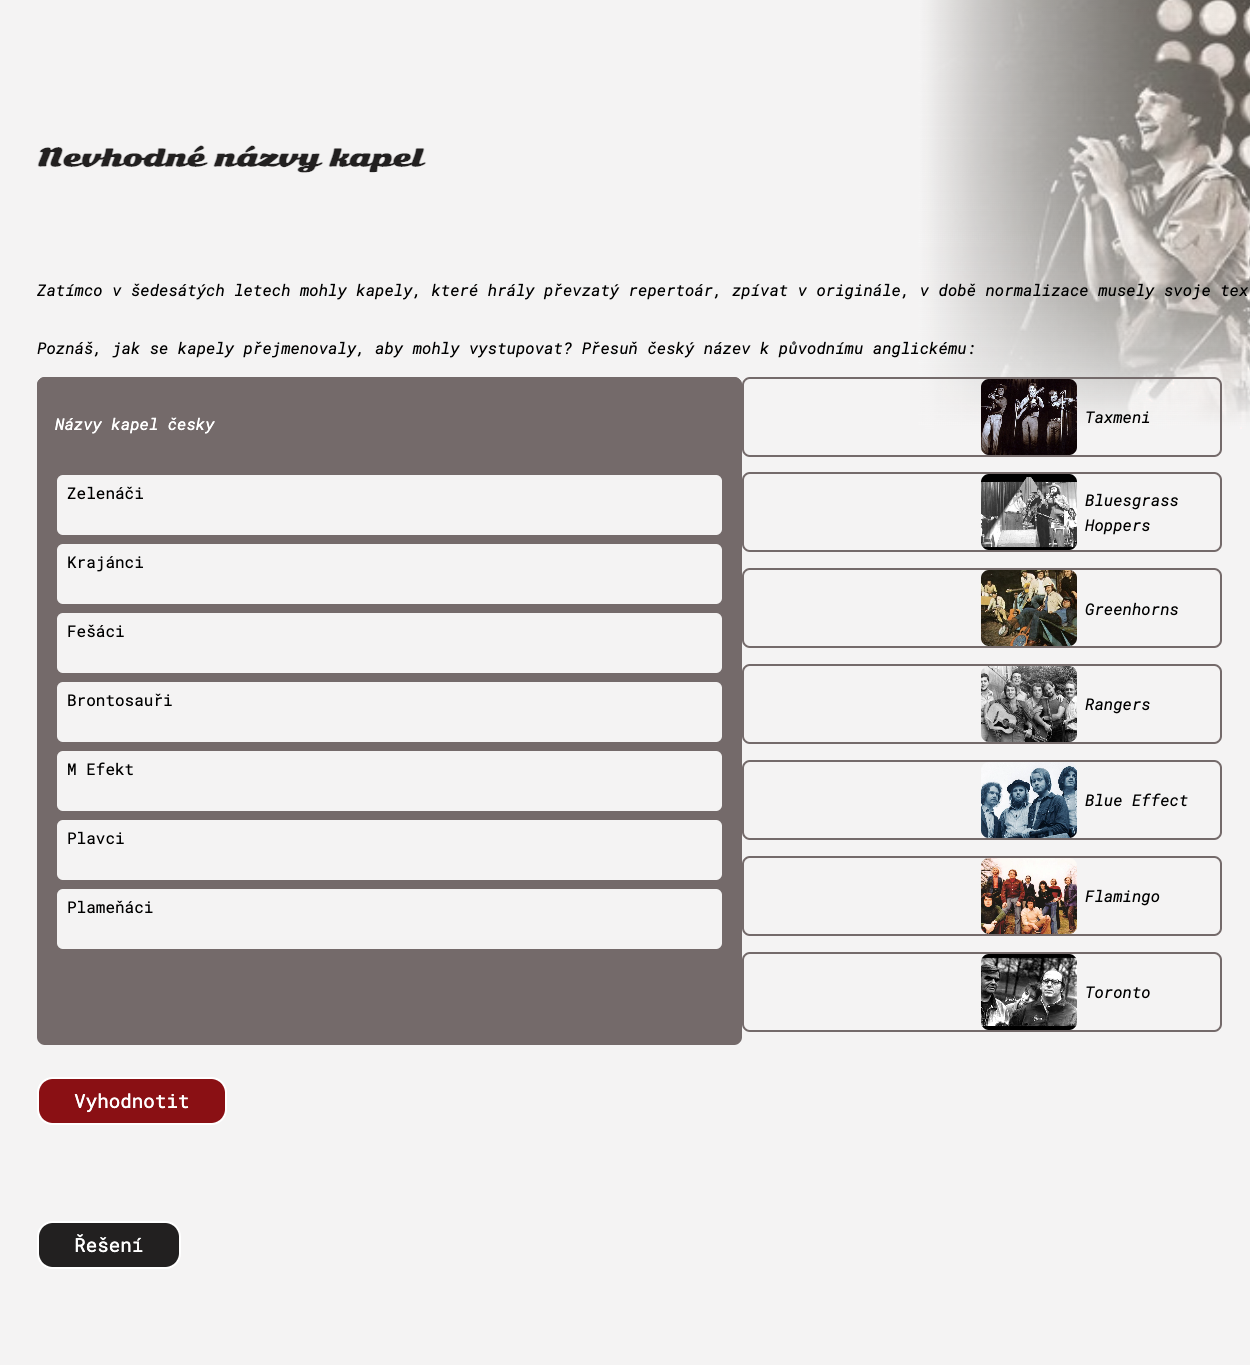 Nevhodné názvy kapel
Zatímco v šedesátých letech mohly kapely, které hrály převzatý repertoár, zpívat v originále, v době normalizace musely svoje tex
Poznáš, jak se kapely přejmenovaly, aby mohly vystupovat? Přesuň český název k původnímu anglickému:
Názvy kapel česky
Zelenáči
Krajánci
Fešáci
Brontosauři
M Efekt
Plavci
Plameňáci
Taxmeni
Bluesgrass
Hoppers
Greenhorns
Rangers
Blue Effect
Flamingo
Toronto
Vyhodnotit
Řešení